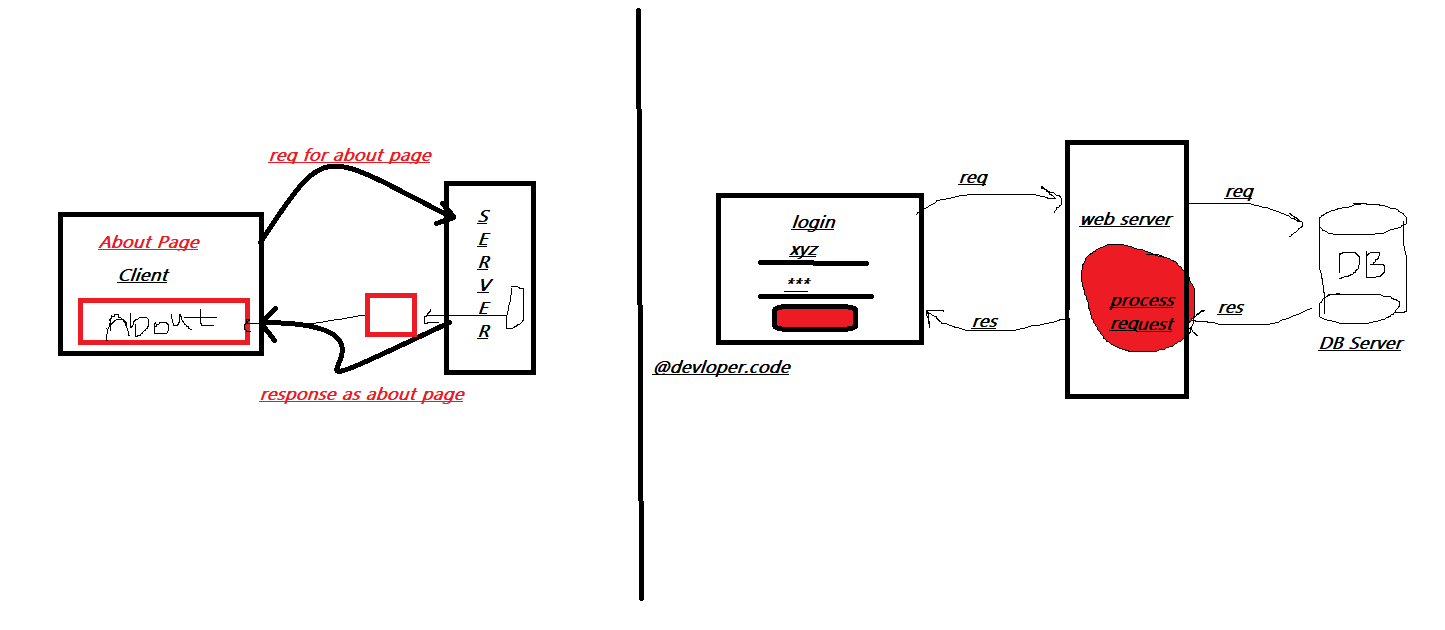 req for about page
About Page
Client
About
S
E
R
V
E
R
response as about page
@devloper.code
login
xyz
***
req
res
web server
process
request
req
res
DB
DB Server